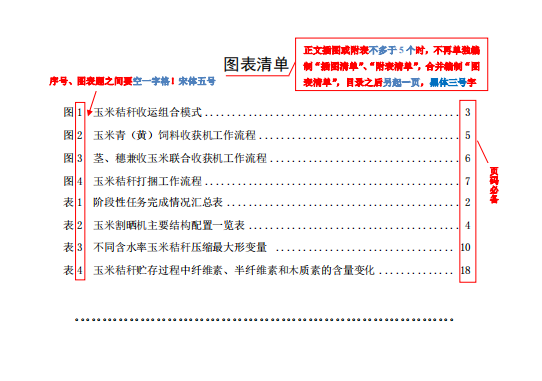 正文插图或附表不多于5个时，不再单独编
制“插图清单”、“附表清单”，合并编制“图
表清单”，目录之后另起一页，黑体三号字
图表清单
序号、图表题之间要空一字格！宋体五号
图 1 玉米秸秆收运组合模式 3
图 2 玉米青（黄）饲料收获机工作流程 5
图 3 茎、穗兼收玉米联合收获机工作流程 6
图 4 玉米秸秆打捆工作流程 7
表 1 阶段性任务完成情况汇总表 2
表 2 玉米割晒机主要结构配置一览表 4
表 3 不同含水率玉米秸秆压缩最大形变量 10
表 4 玉米秸秆贮存过程中纤维素、半纤维素和木质素的含量变化 18
页码必备